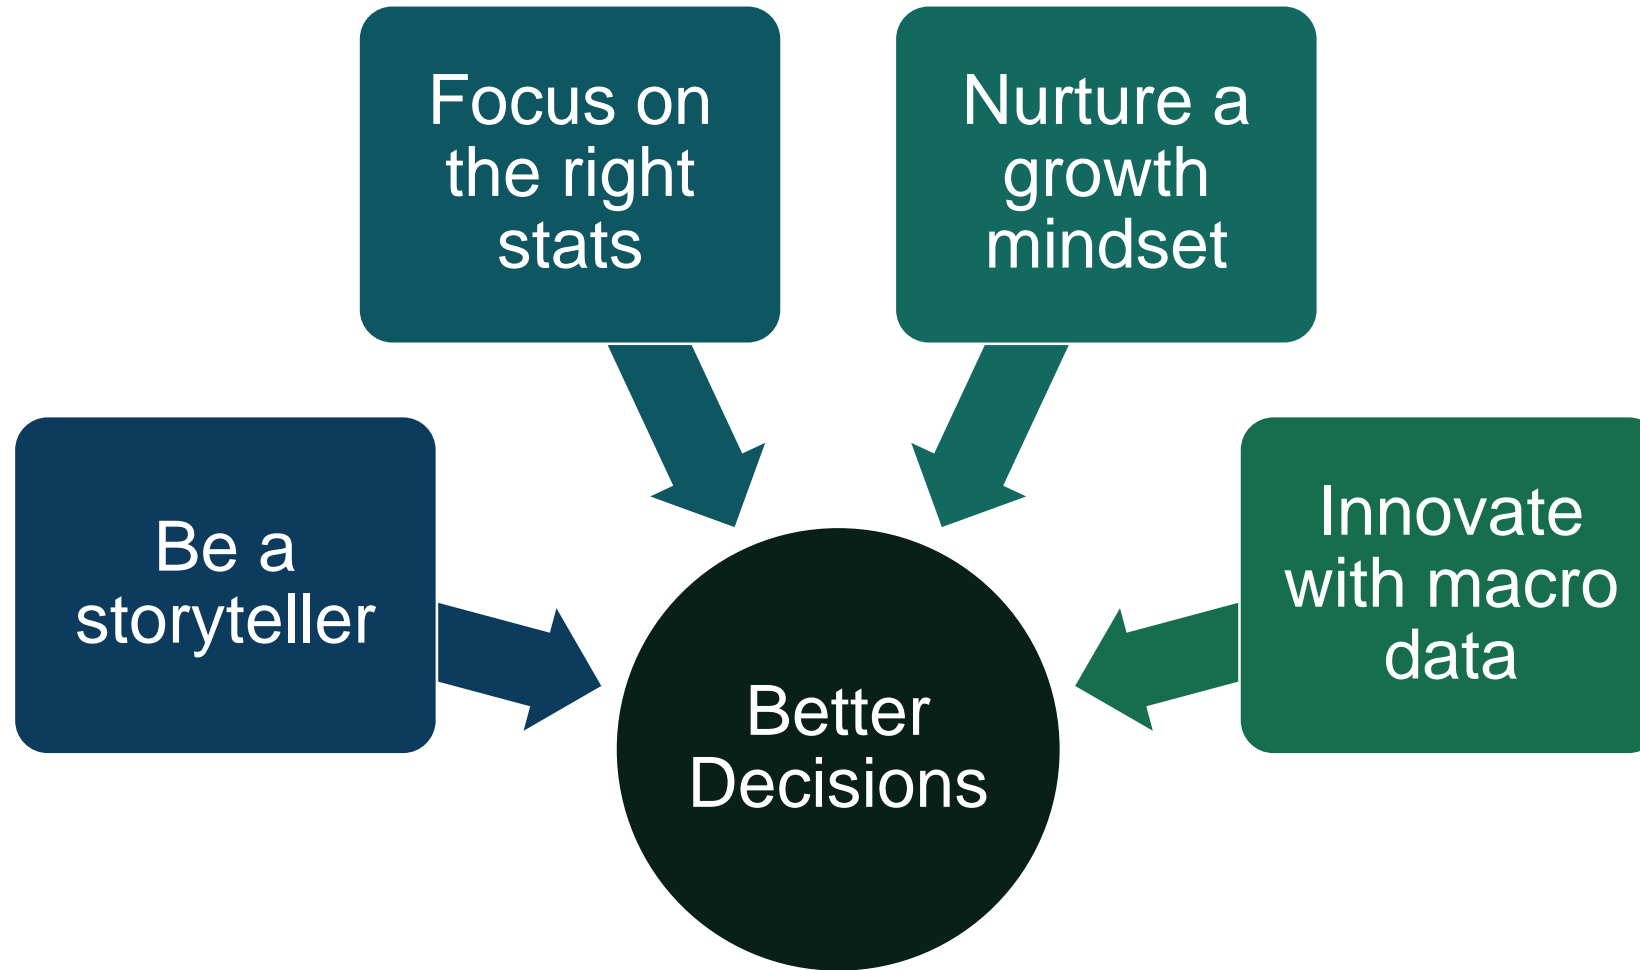 Focus on
the right
stats
Nurture a
growth
mindset
Be a
storyteller
Innovate
with macro
data
Better
Decisions